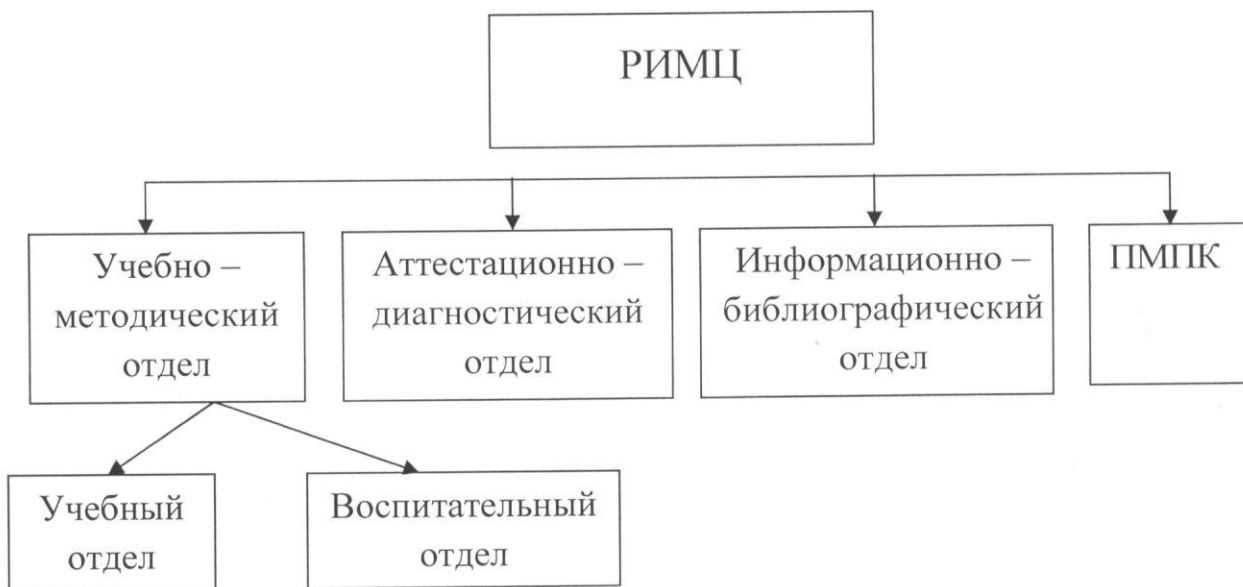 РИМЦ
Учебно –
методический
отдел
Аттестационно –
диагностический
отдел
Информационно –
библиографический
отдел
ПМПК
Учебный
отдел
Воспитательный
отдел